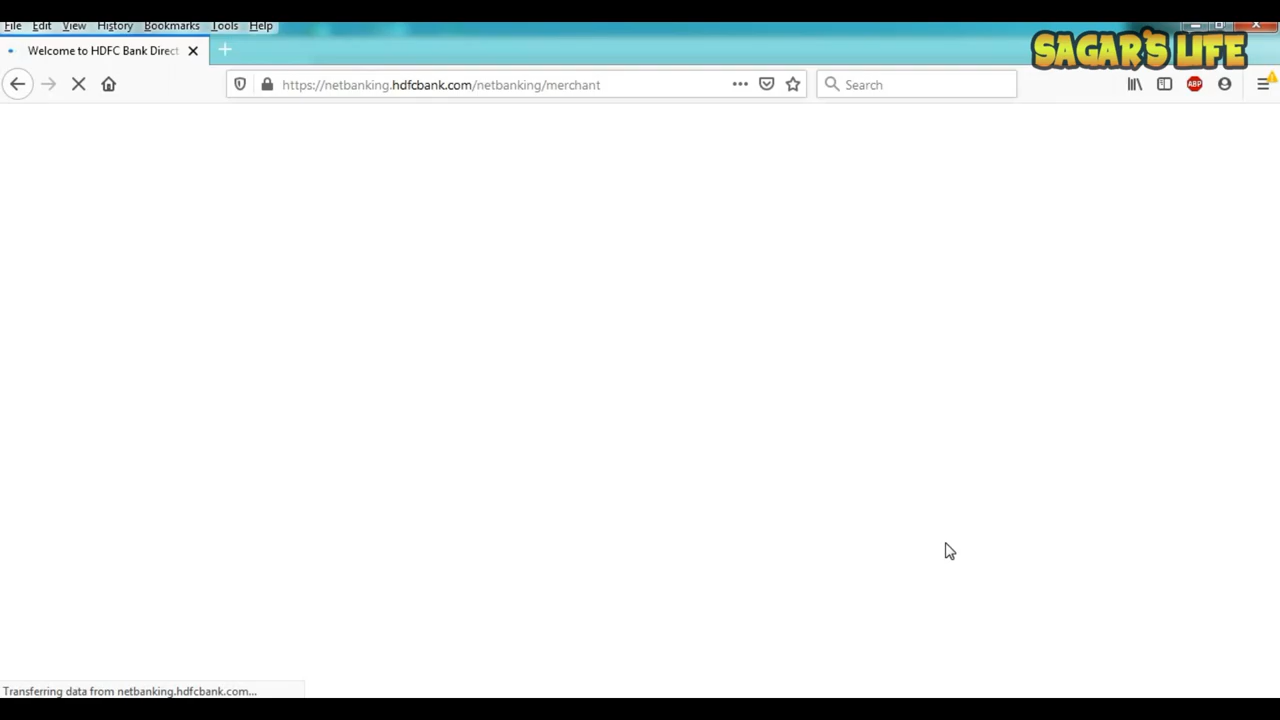 File Edit View History Bookmarks Tools Help
Welcome to HDFC Bank Direct
SAGAR'S LIFE
https://netbanking.hdfcbank.com/netbanking/merchant
Search
ABP
Transferring data from netbanking.hdfcbank.com...